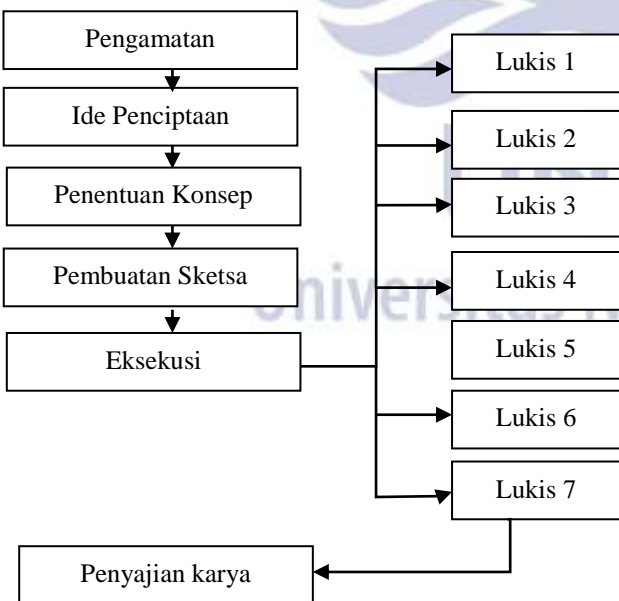 Pengamatan
Ide Penciptaan
Penentuan Konsep
Pembuatan Sketsa
Eksekusi
Lukis 1
Lukis 2
Lukis 3
Lukis 4
Lukis 5
Lukis 6
Lukis 7
Penyajian karya